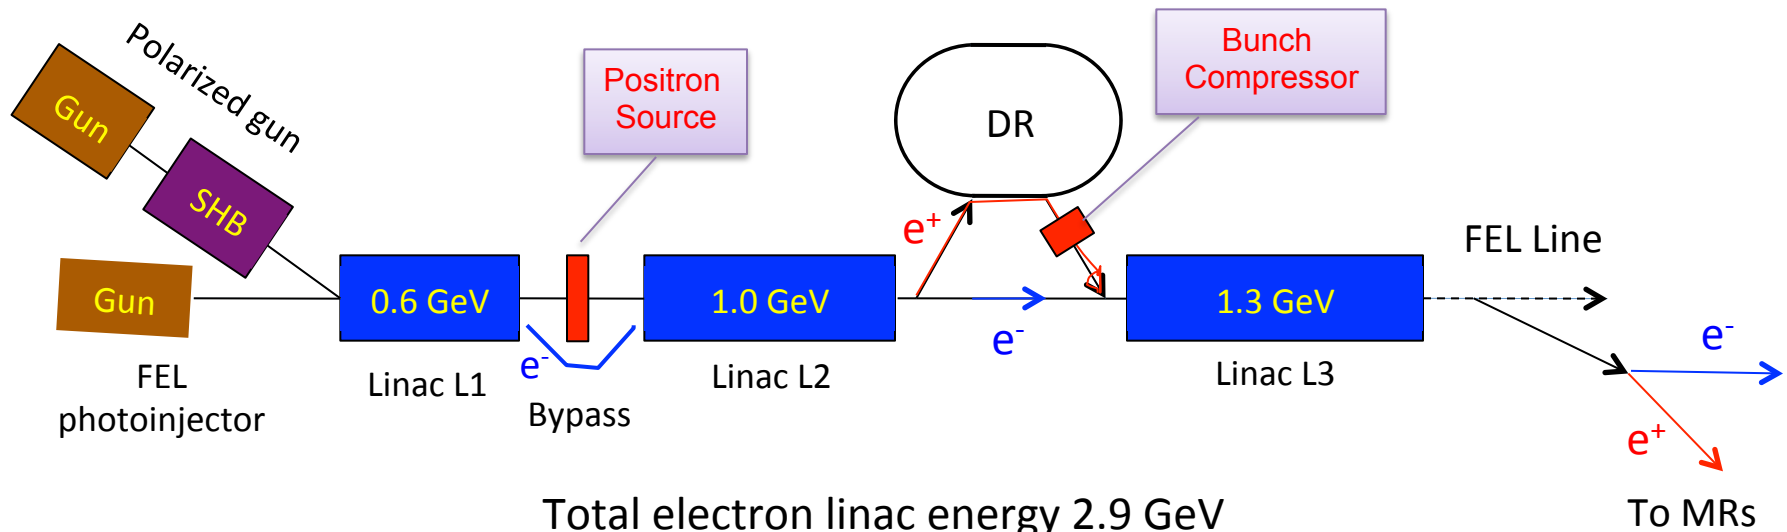 Polarized gun
Gun
SHB
Positron
Source
DR
Bunch
Compressor
e+
FEL Line
Gun
0.6 GeV
1.0 GeV
1.3 GeV
e-
e-
e-
FEL
photoinjector
Linac L1
Bypass
Linac L2
Linac L3
e+
Total electron linac energy 2.9 GeV
To MRs